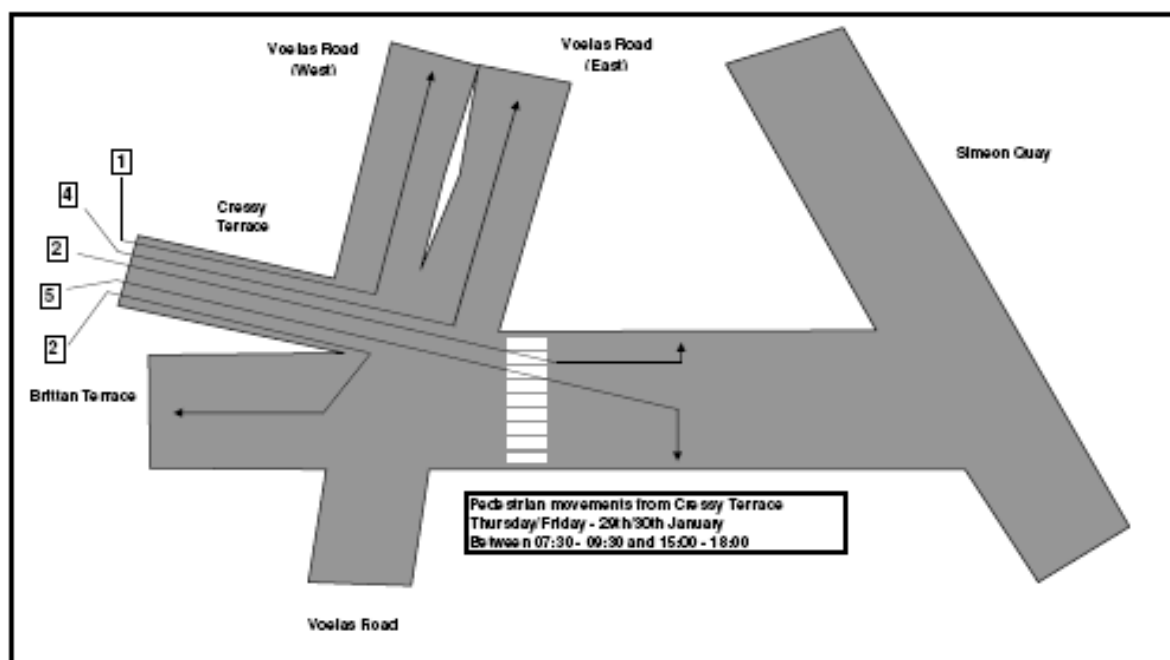 Voelas Road
(West)
Voelas Road
(East)
Simeon Quay
1
4
Cressy
Terrace
2
5
2
Brittan Terrace
Pedestrian movements from Cressy Terrace
Thursday/Friday - 29th/30th January
Between 07:30 - 09:30 and 15:00 - 18:00
Voelas Road